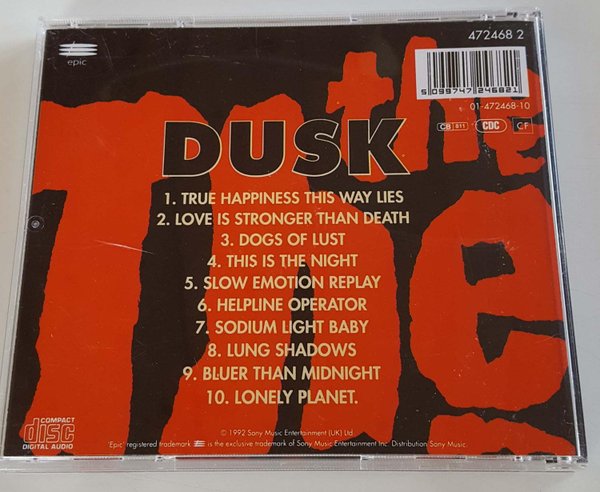 epic
472468 2
5 099747 246821
01-472468-10
CB 811 CDC CF
the
The
DUSK
1. TRUE HAPPINESS THIS WAY LIES
2. LOVE IS STRONGER THAN DEATH
3. DOGS OF LUST
4. THIS IS THE NIGHT
5. SLOW EMOTION REPLAY
6. HELPLINE OPERATOR
7. SODIUM LIGHT BABY
8. LUNG SHADOWS
9. BLUER THAN MIDNIGHT
10. LONELY PLANET.
COMPACT
disc
DIGITAL AUDIO
© 1992 Sony Music Entertainment (UK) Ltd.
'Epic' registered trademark is the exclusive trademark of Sony Music Entertainment Inc. Distribution Sony Music.